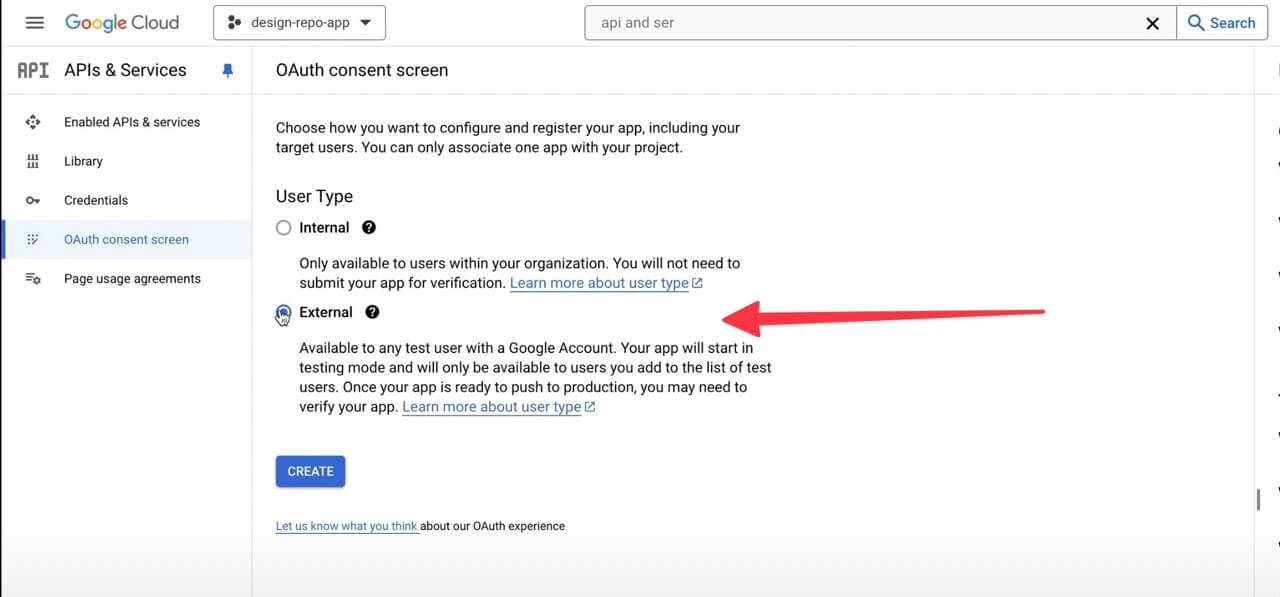 Google Cloud
design-repo-app
api and ser
Search
API APIs & Services
OAuth consent screen
Enabled APIs & services
Library
Credentials
OAuth consent screen
Page usage agreements
Choose how you want to configure and register your app, including your
target users. You can only associate one app with your project.
User Type
Internal
Only available to users within your organization. You will not need to
submit your app for verification. Learn more about user type
External
Available to any test user with a Google Account. Your app will start in
testing mode and will only be available to users you add to the list of test
users. Once your app is ready to push to production, you may need to
verify your app. Learn more about user type
CREATE
Let us know what you think about our OAuth experience